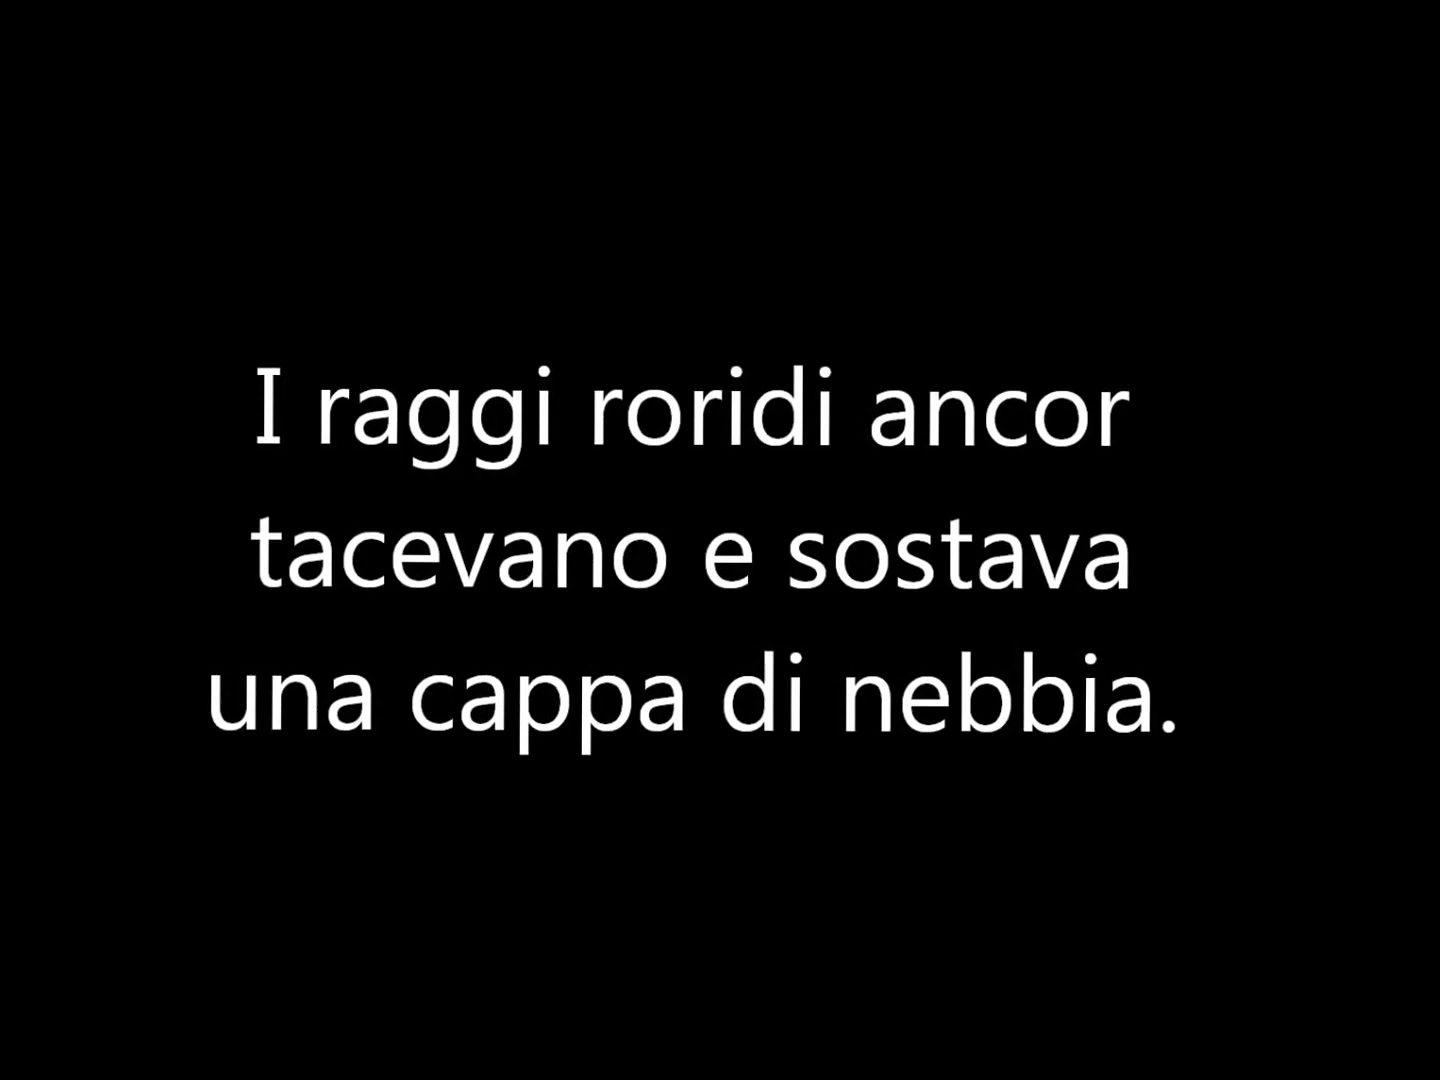 I raggi roridi ancor
tacevano e sostava
una cappa di nebbia.